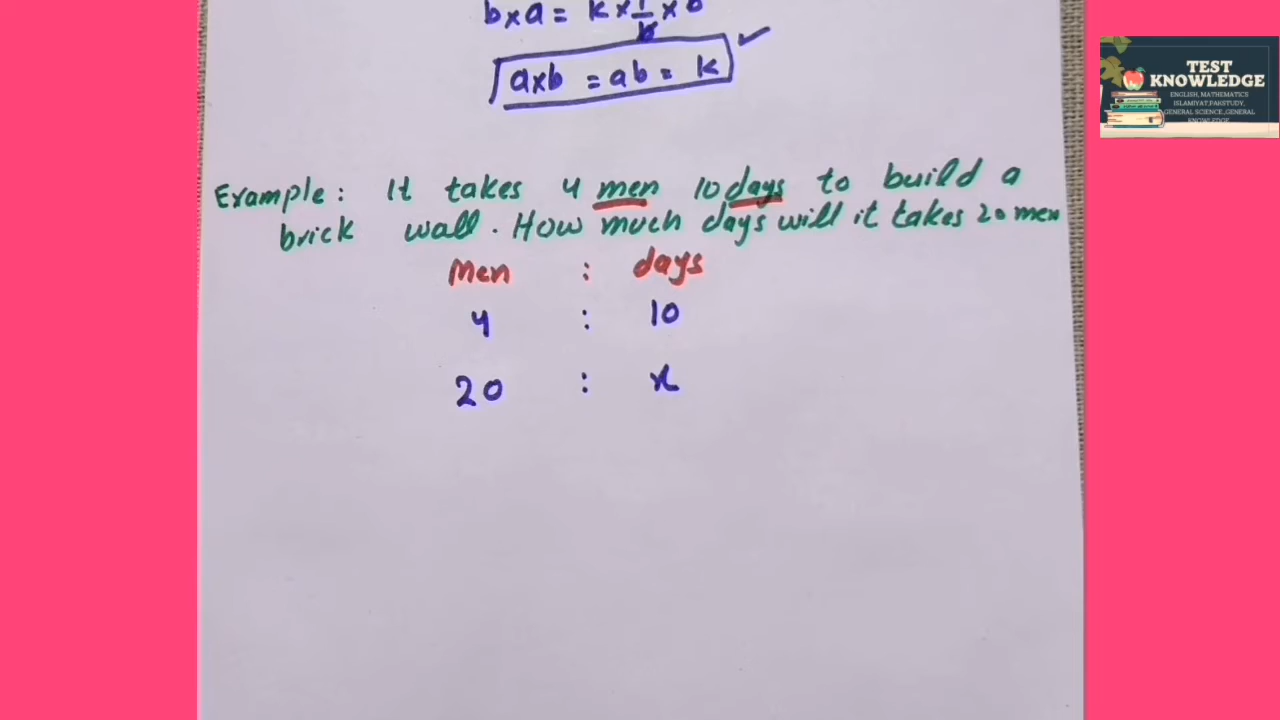 b×a = k×1/b×b
a×b = ab = k
Example: It takes 4 men 10 days to build a
brick wall. How much days will it takes 20 men
Men : days
4 : 10
20 : x
TEST
KNOWLEDGE
ENGLISH, MATHEMATICS
ISLAMIYAT,PAKSTUDY,
GENERAL SCIENCE ,GENERAL
KNOWLEDGE